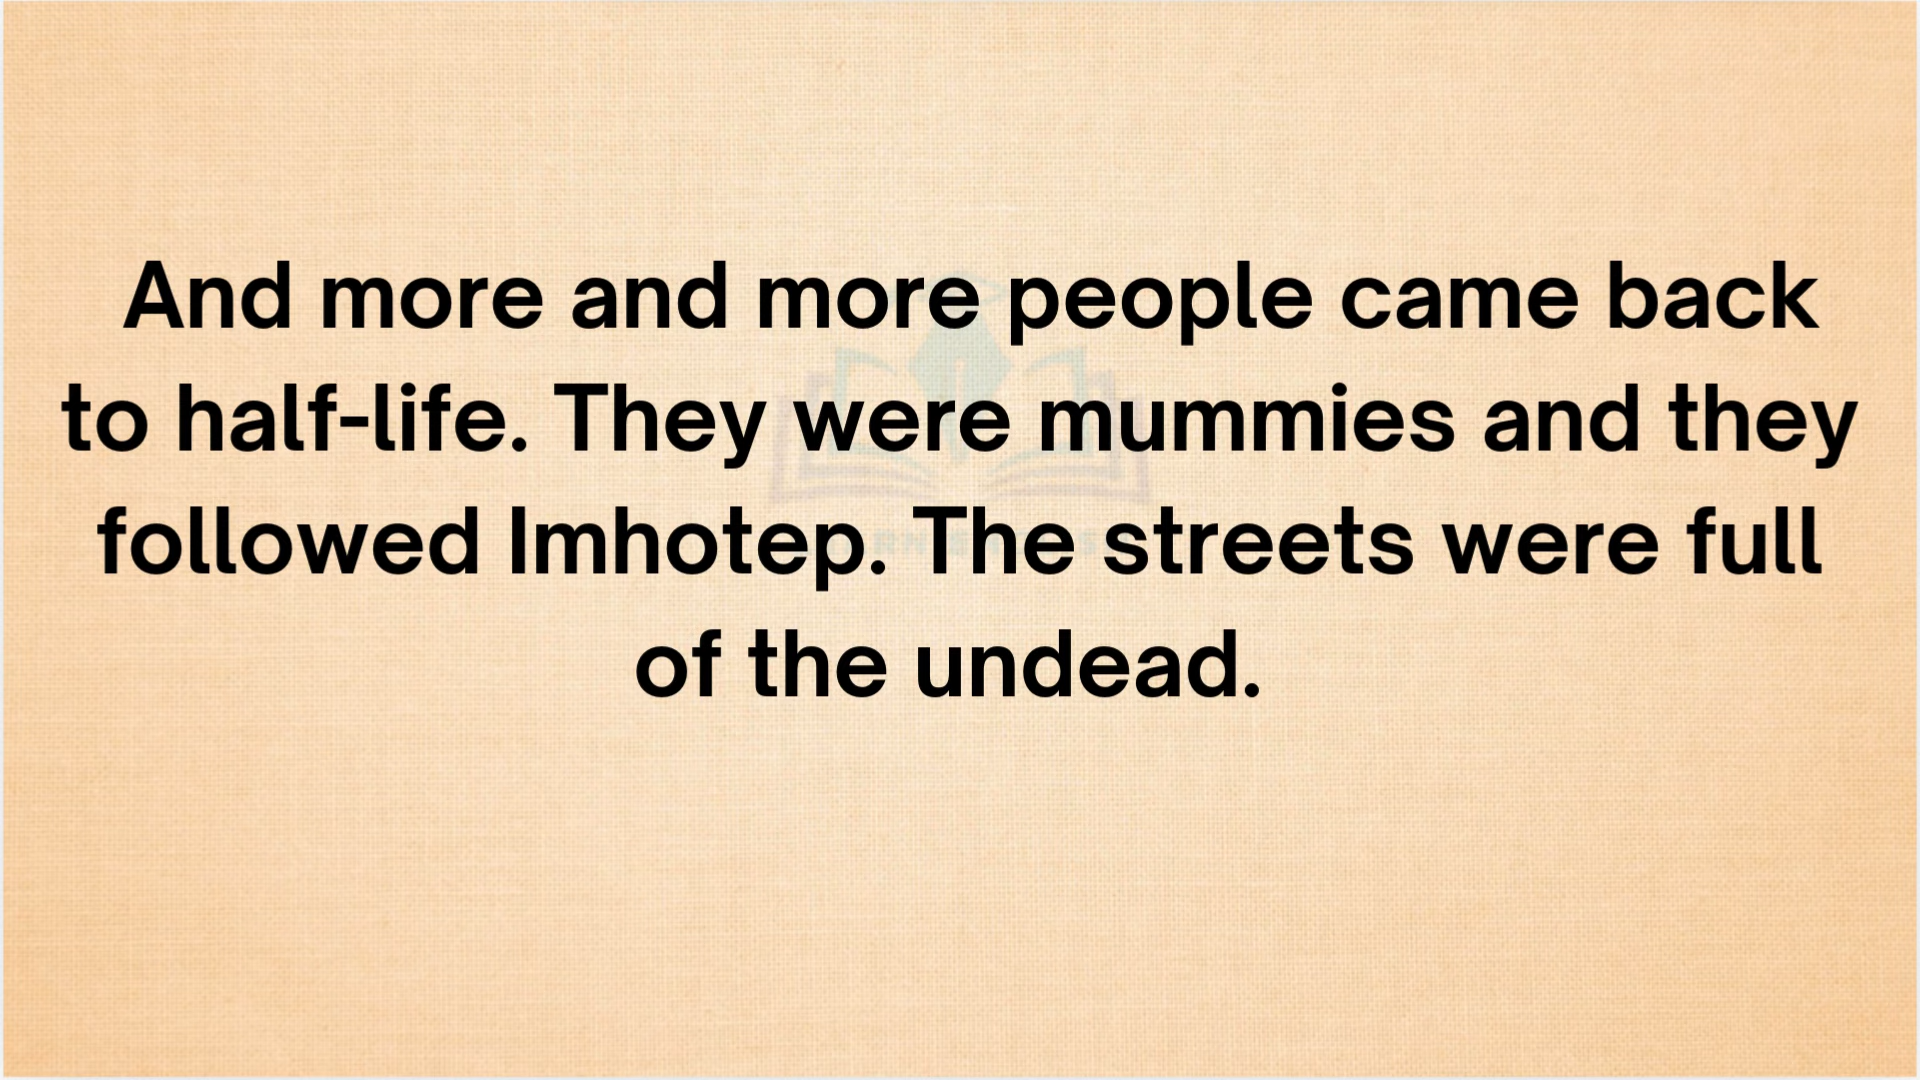 And more and more people came back
to half-life. They were mummies and they
followed Imhotep. The streets were full
of the undead.